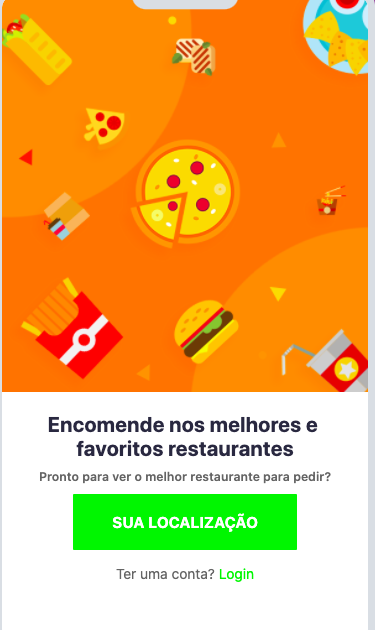 Encomende nos melhores e
favoritos restaurantes
Pronto para ver o melhor restaurante para pedir?
SUA LOCALIZAÇÃO
Ter uma conta? Login